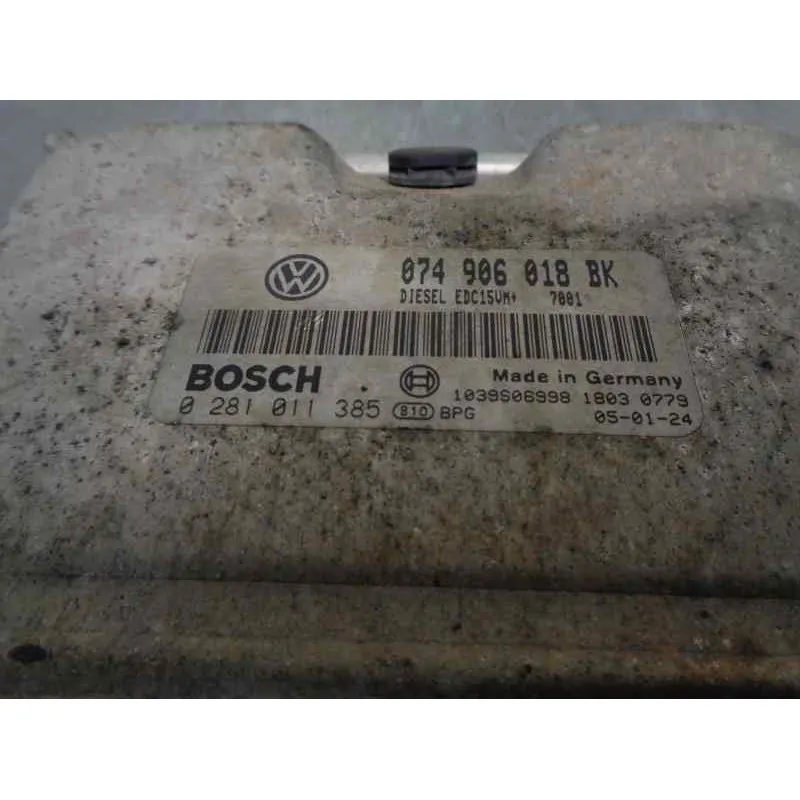 074 906 018 BK
DIESEL EDC15VM+ 7001
BOSCH
Made in Germany
1039S06998 1803 0779
0 281 011 385 810 BPG
05-01-24